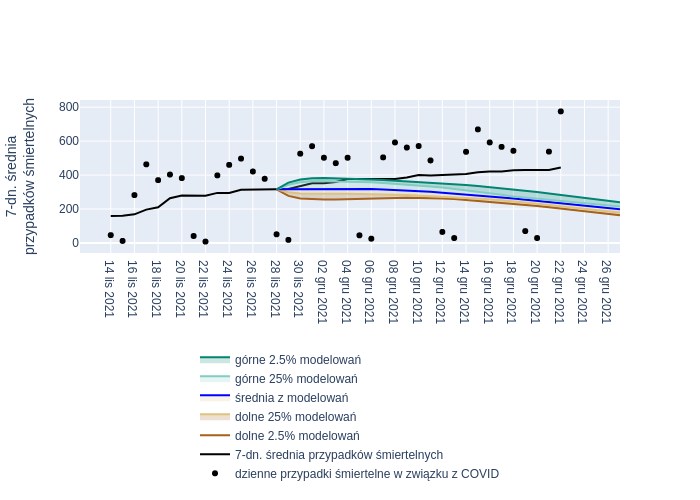 7-dn. średnia
przypadków śmiertelnych
800
600
400
200
0
14 lis 2021
16 lis 2021
18 lis 2021
20 lis 2021
22 lis 2021
24 lis 2021
26 lis 2021
28 lis 2021
30 lis 2021
02 gru 2021
04 gru 2021
06 gru 2021
08 gru 2021
10 gru 2021
12 gru 2021
14 gru 2021
16 gru 2021
18 gru 2021
20 gru 2021
22 gru 2021
24 gru 2021
26 gru 2021
górne 2.5% modelowań
górne 25% modelowań
średnia z modelowań
dolne 25% modelowań
dolne 2.5% modelowań
7-dn. średnia przypadków śmiertelnych
dzienne przypadki śmiertelne w związku z COVID